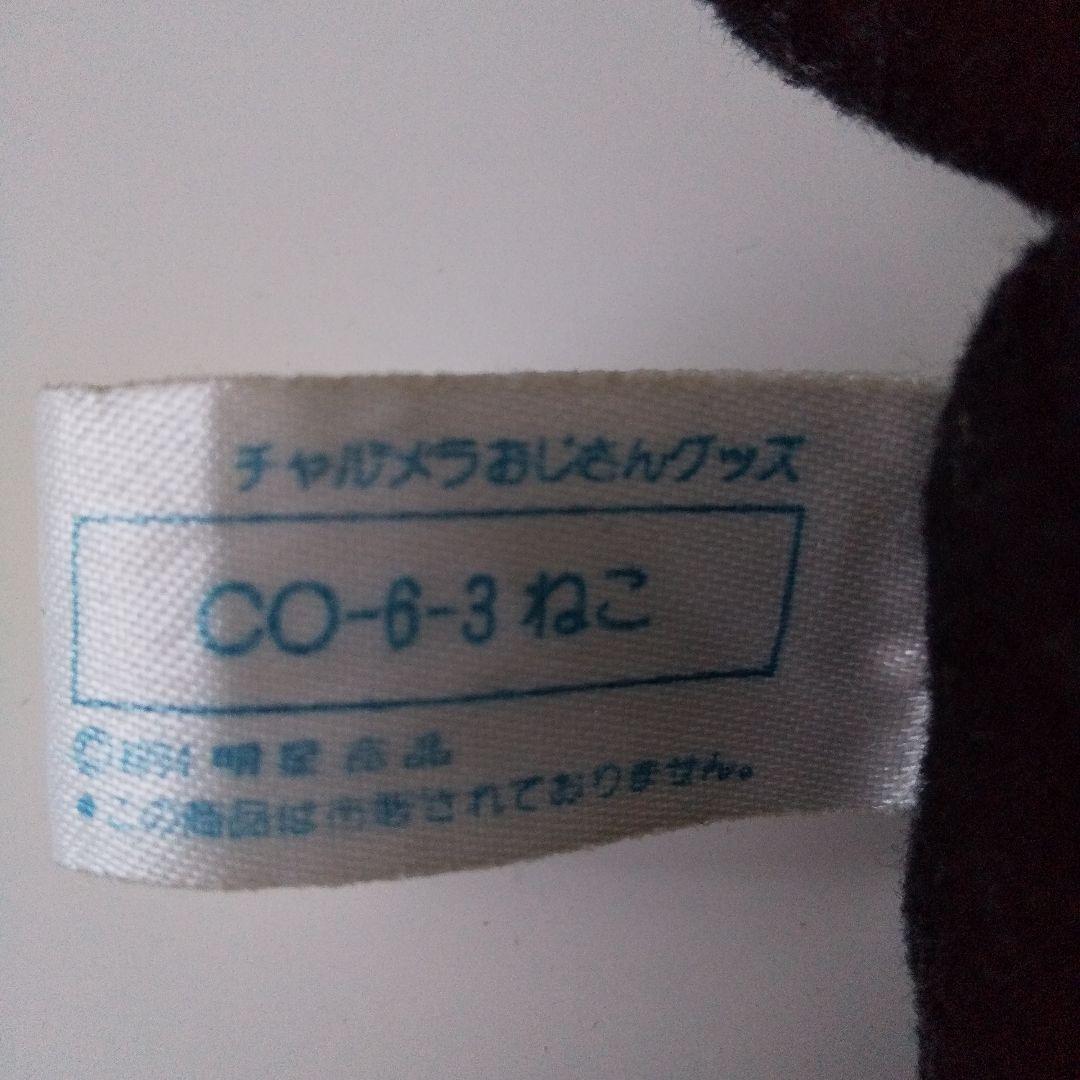 チャルメラおじさんグッズ
CO-6-3 ねこ
© 明星食品
*この商品は市販されておりません。